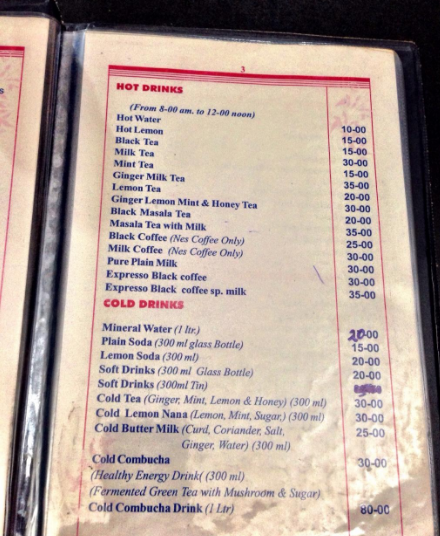 s
3
HOT DRINKS
(From 8-00 am. to 12-00 noon)
Hot Water 10-00
Hot Lemon 15-00
Black Tea 15-00
Milk Tea 30-00
Mint Tea 15-00
Ginger Milk Tea 35-00
Lemon Tea 20-00
Ginger Lemon Mint & Honey Tea 30-00
Black Masala Tea 20-00
Masala Tea with Milk 35-00
Black Coffee (Nes Coffee Only) 25-00
Milk Coffee (Nes Coffee Only) 30-00
Pure Plain Milk 30-00
Expresso Black coffee 30-00
Expresso Black coffee sp. milk 35-00
COLD DRINKS
Mineral Water (1 ltr.) 20-00
Plain Soda (300 ml glass Bottle) 15-00
Lemon Soda (300 ml) 20-00
Soft Drinks (300 ml Glass Bottle) 20-00
Soft Drinks (300ml Tin)
Cold Tea (Ginger, Mint, Lemon & Honey) (300 ml) 30-00
Cold Lemon Nana (Lemon, Mint, Sugar,) (300 ml) 30-00
Cold Butter Milk (Curd, Coriander, Salt, 25-00
Ginger, Water) (300 ml)
Cold Combucha 30-00
(Healthy Energy Drink( (300 ml)
(Fermented Green Tea with Mushroom & Sugar)
Cold Combucha Drink (1 Ltr) 80-00